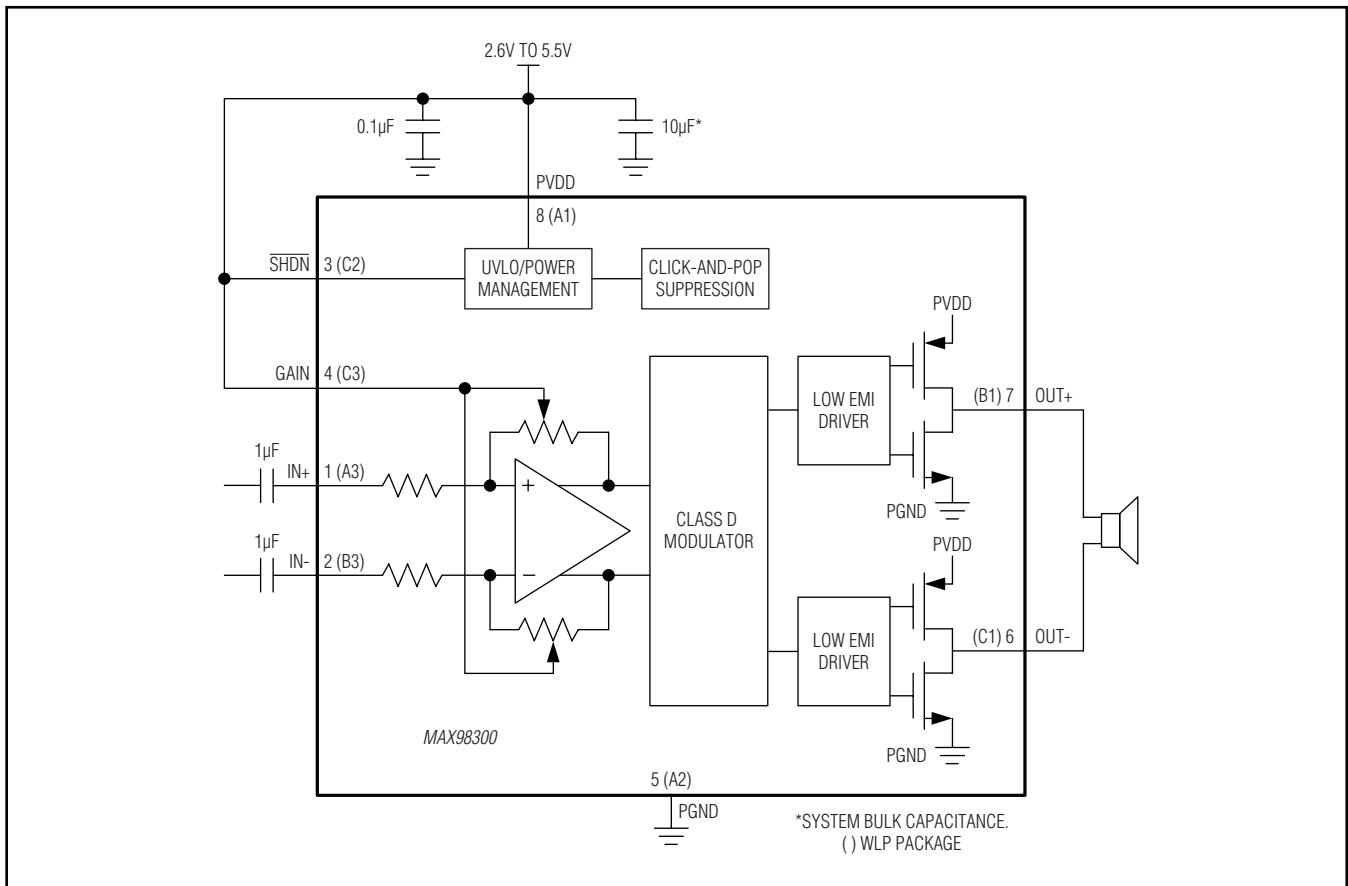 2.6V TO 5.5V
0.1µF
10µF*
PVDD
8 (A1)
SHDN
3 (C2)
UVLO/POWER
MANAGEMENT
CLICK-AND-POP
SUPPRESSION
PVDD
GAIN
4 (C3)
LOW EMI
DRIVER
(B1) 7
OUT+
1µF
IN+
1 (A3)
+
PGND
CLASS D
MODULATOR
PVDD
1µF
IN-
2 (B3)
–
LOW EMI
DRIVER
(C1) 6
OUT-
MAX98300
PGND
5 (A2)
PGND
*SYSTEM BULK CAPACITANCE.
( ) WLP PACKAGE